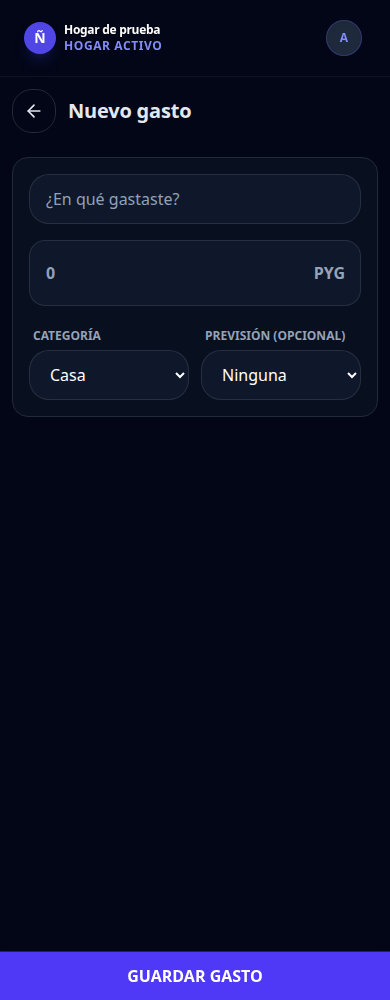 Ñ
Hogar de prueba
HOGAR ACTIVO
A
Nuevo gasto
¿En qué gastaste?
0 PYG
CATEGORÍA PREVISIÓN (OPCIONAL)
Casa Ninguna
GUARDAR GASTO